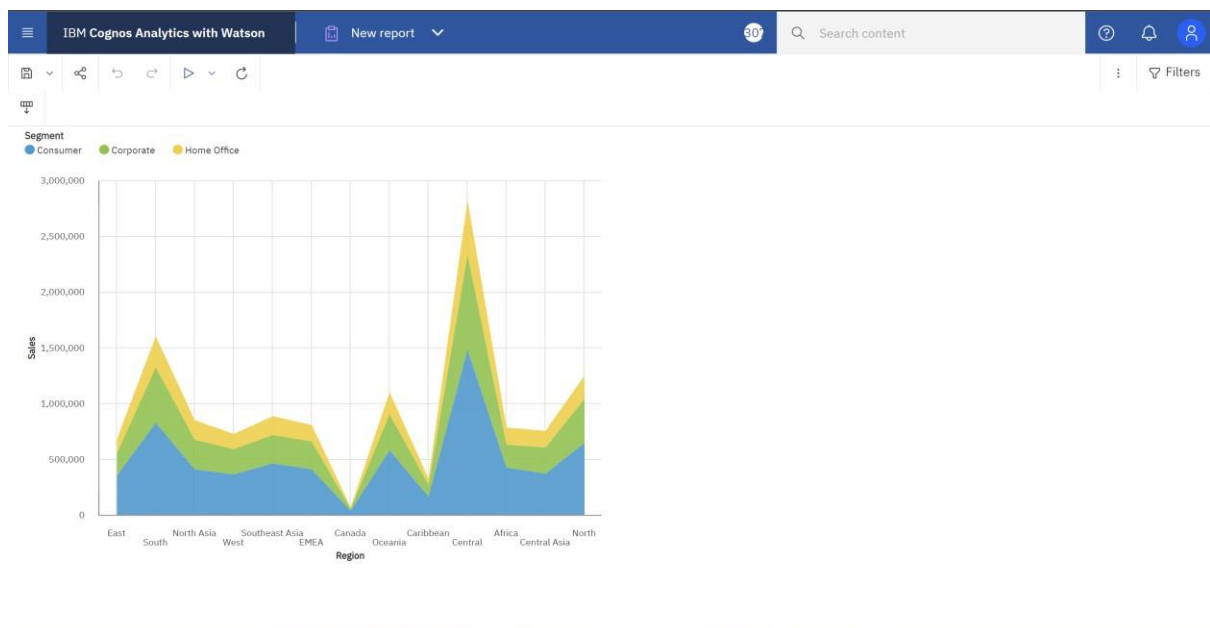 IBM Cognos Analytics with Watson
New report
Search content
Filters
Segment
Consumer Corporate Home Office
3,000,000
2,500,000
2,000,000
1,500,000
1,000,000
500,000
0
Sales
East South North Asia West Southeast Asia EMEA Canada Oceania Caribbean Central Africa Central Asia North
Region